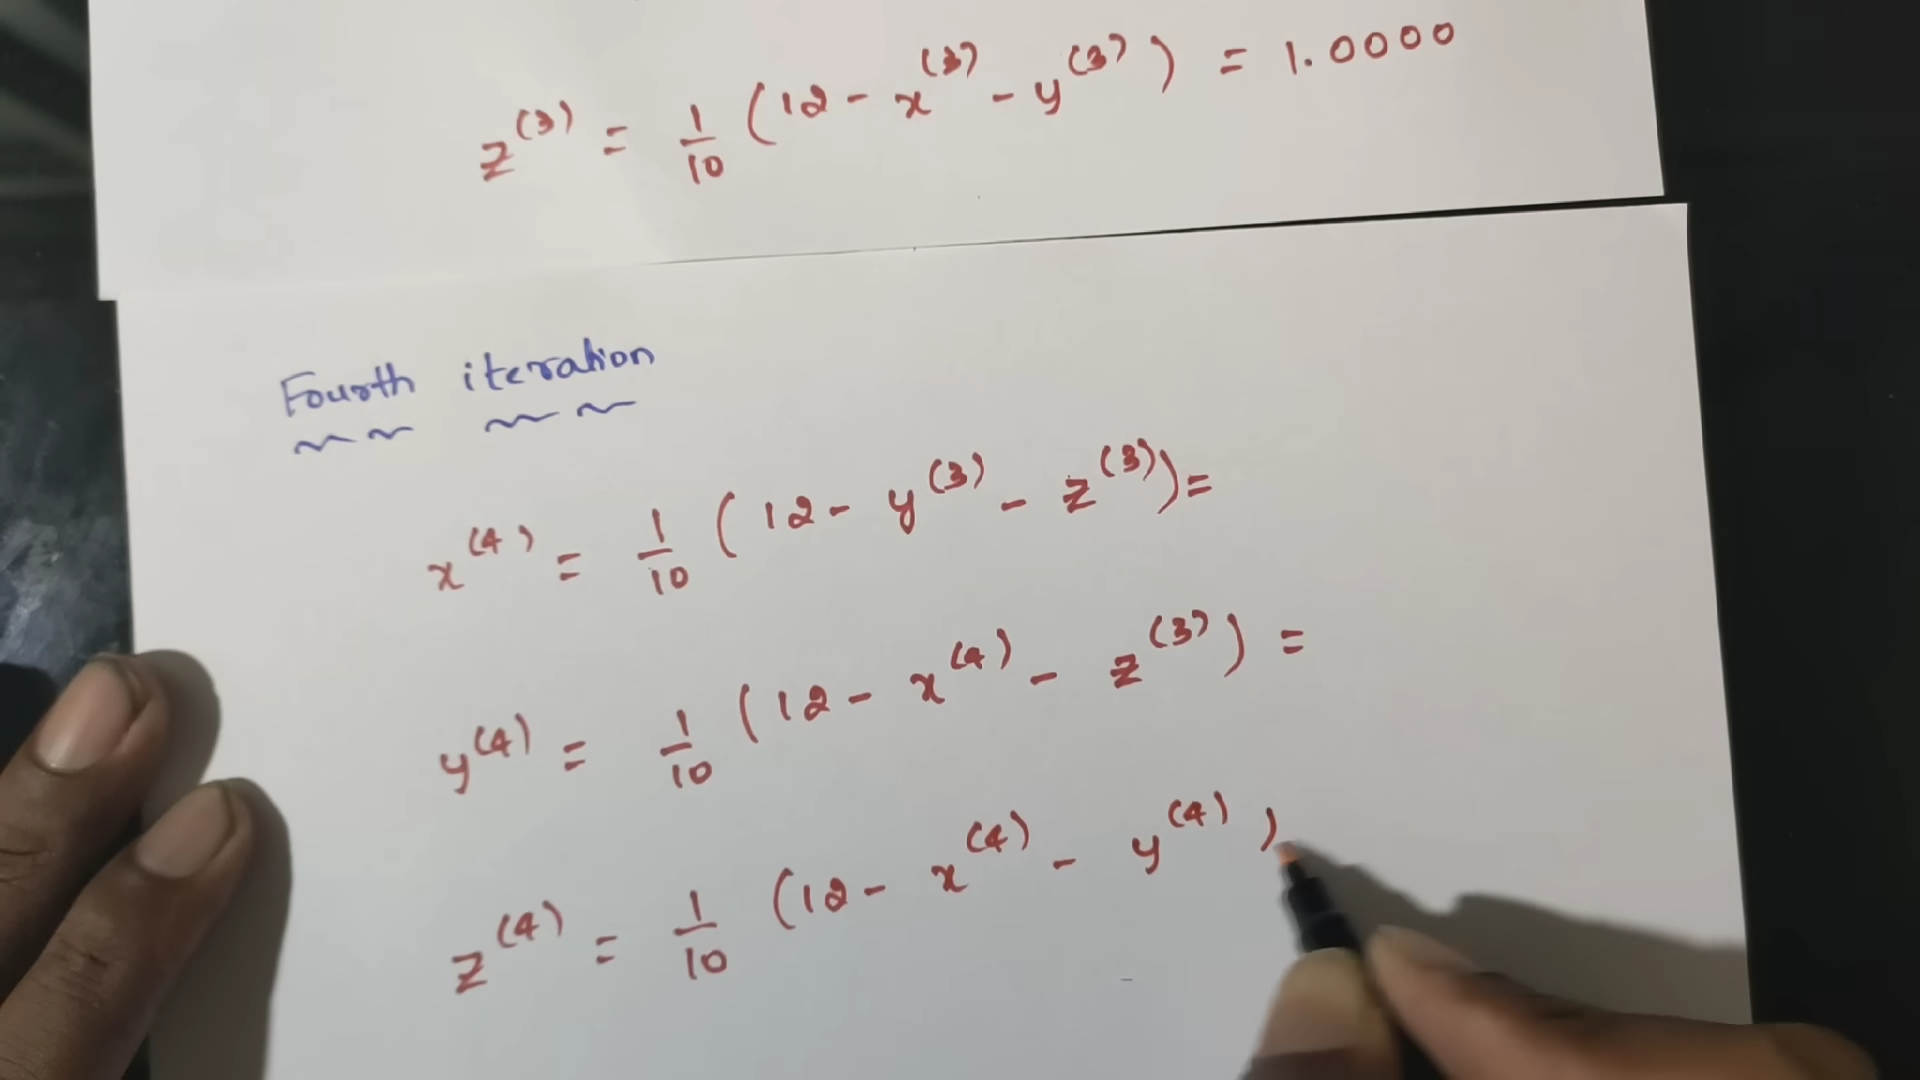 z^(3) = 1/10 (12 - x^(3) - y^(3)) = 1.0000
Fourth iteration
x^(4) = 1/10 (12 - y^(3) - z^(3)) =
y^(4) = 1/10 (12 - x^(4) - z^(3)) =
z^(4) = 1/10 (12 - x^(4) - y^(4))